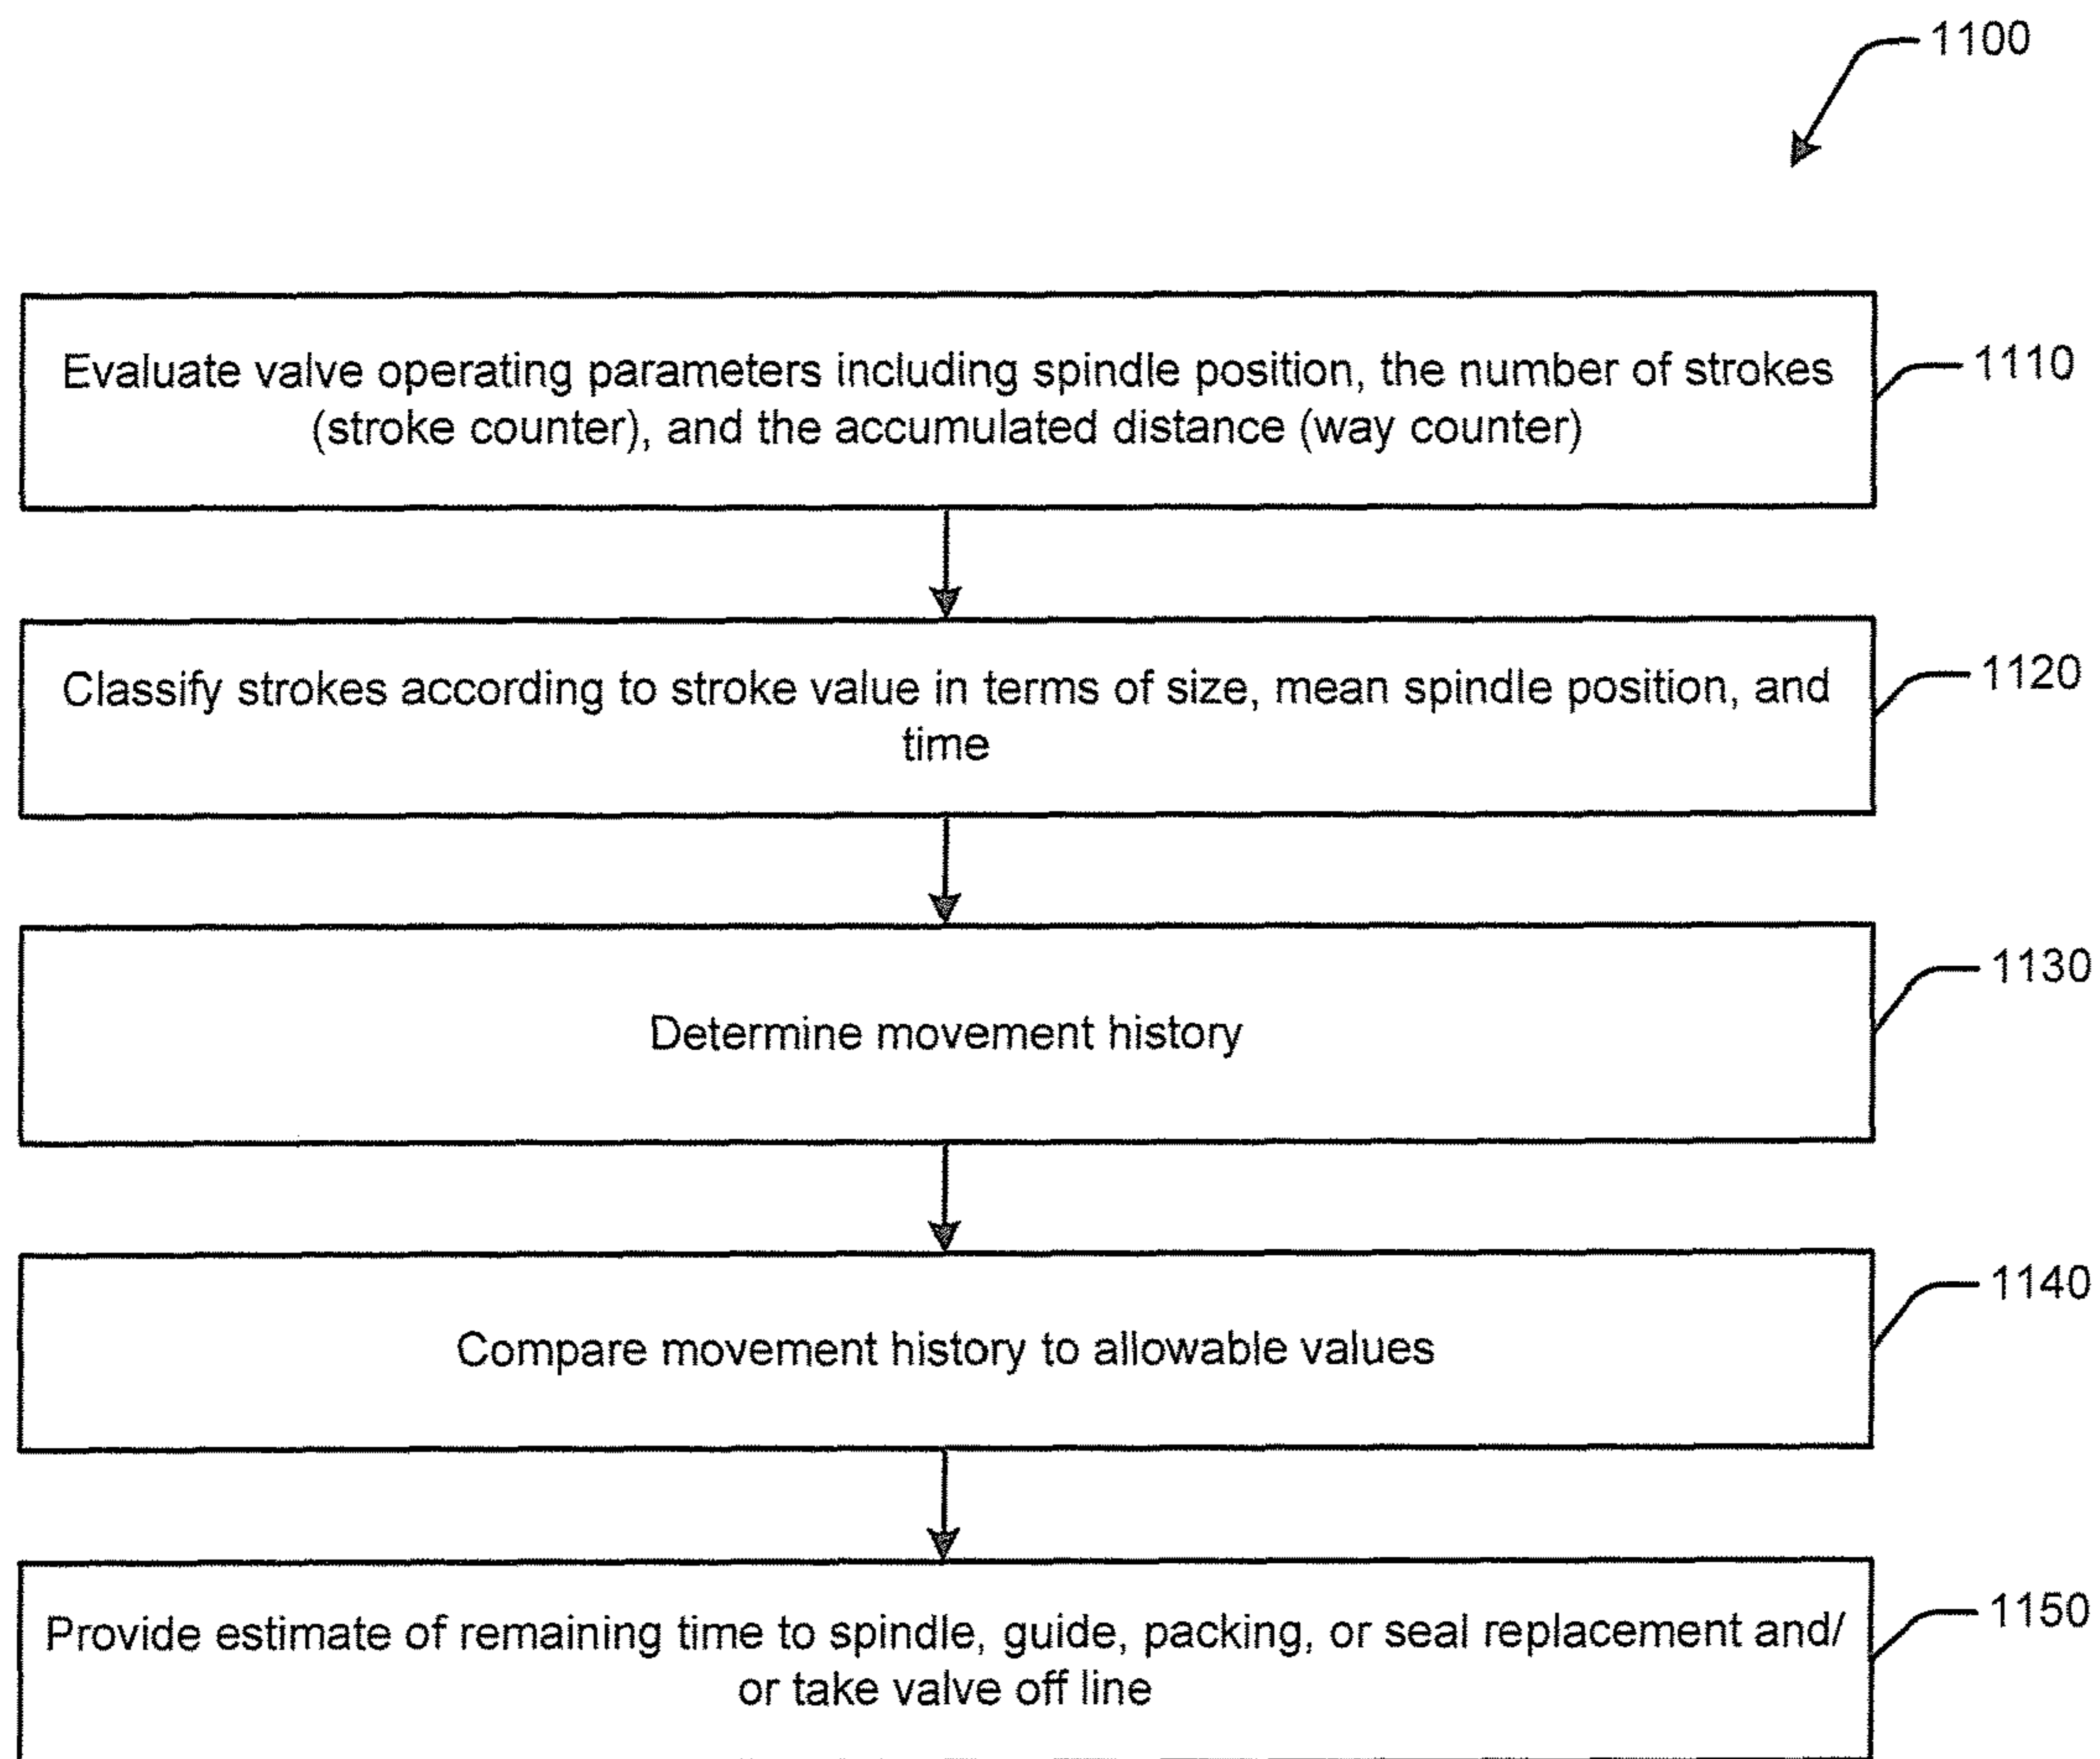 1100
Evaluate valve operating parameters including spindle position, the number of strokes
(stroke counter), and the accumulated distance (way counter)
1110
Classify strokes according to stroke value in terms of size, mean spindle position, and
time
1120
Determine movement history
1130
Compare movement history to allowable values
1140
Provide estimate of remaining time to spindle, guide, packing, or seal replacement and/
or take valve off line
1150